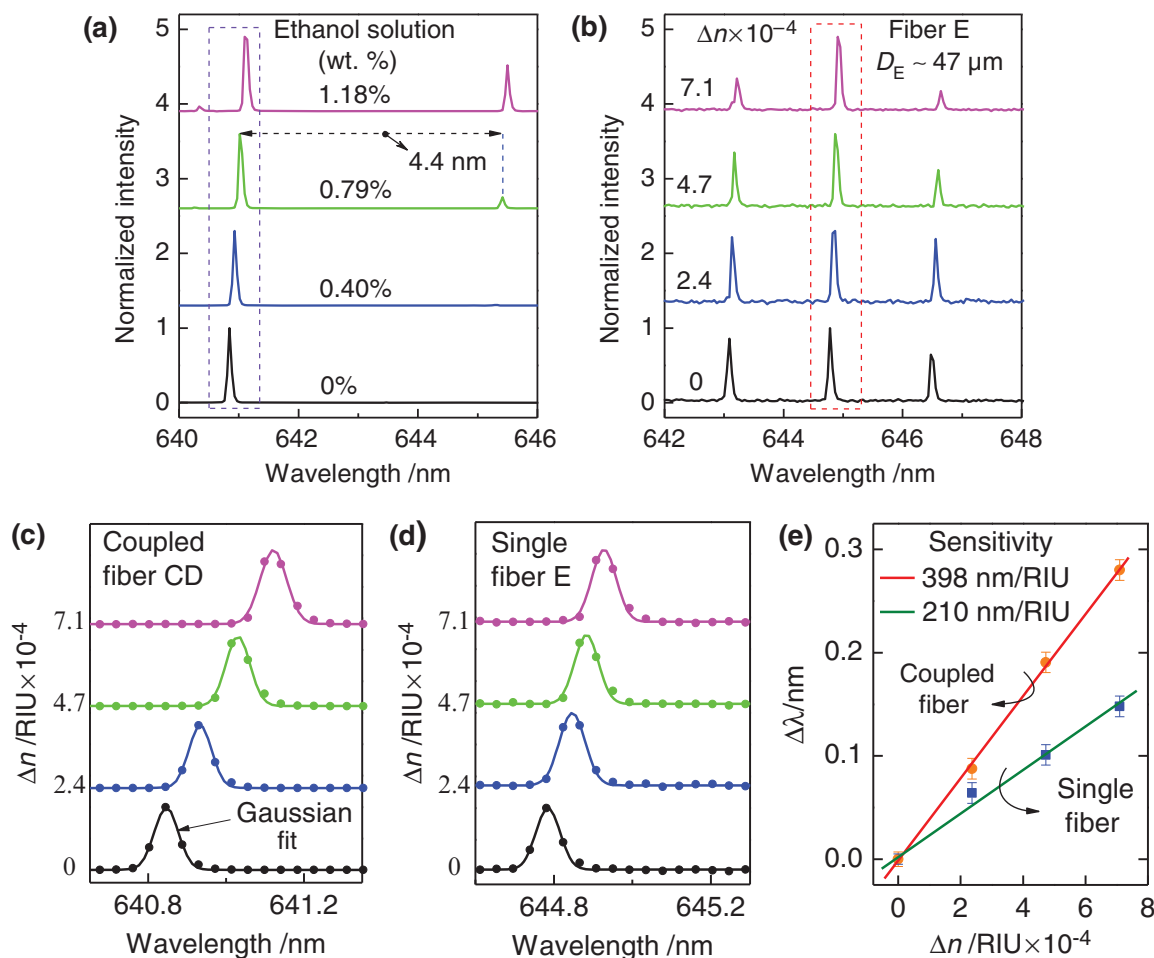 (a)
Ethanol solution
(wt. %)
1.18%
4.4 nm
0.79%
0.40%
0%
Normalized intensity
5
4
3
2
1
0
640
642
644
646
Wavelength /nm
(b)
Δn×10⁻⁴
Fiber E
D_E ~ 47 μm
7.1
4.7
2.4
0
Normalized intensity
5
4
3
2
1
0
642
644
646
648
Wavelength /nm
(c)
Coupled
fiber CD
Δn /RIU×10⁻⁴
7.1
4.7
2.4
0
Gaussian
fit
640.8
641.2
Wavelength /nm
(d)
Single
fiber E
Δn /RIU×10⁻⁴
7.1
4.7
2.4
0
644.8
645.2
Wavelength /nm
(e)
Sensitivity
398 nm/RIU
210 nm/RIU
Coupled
fiber
Single
fiber
Δλ/nm
0.3
0.2
0.1
0.0
0
2
4
6
8
Δn /RIU×10⁻⁴